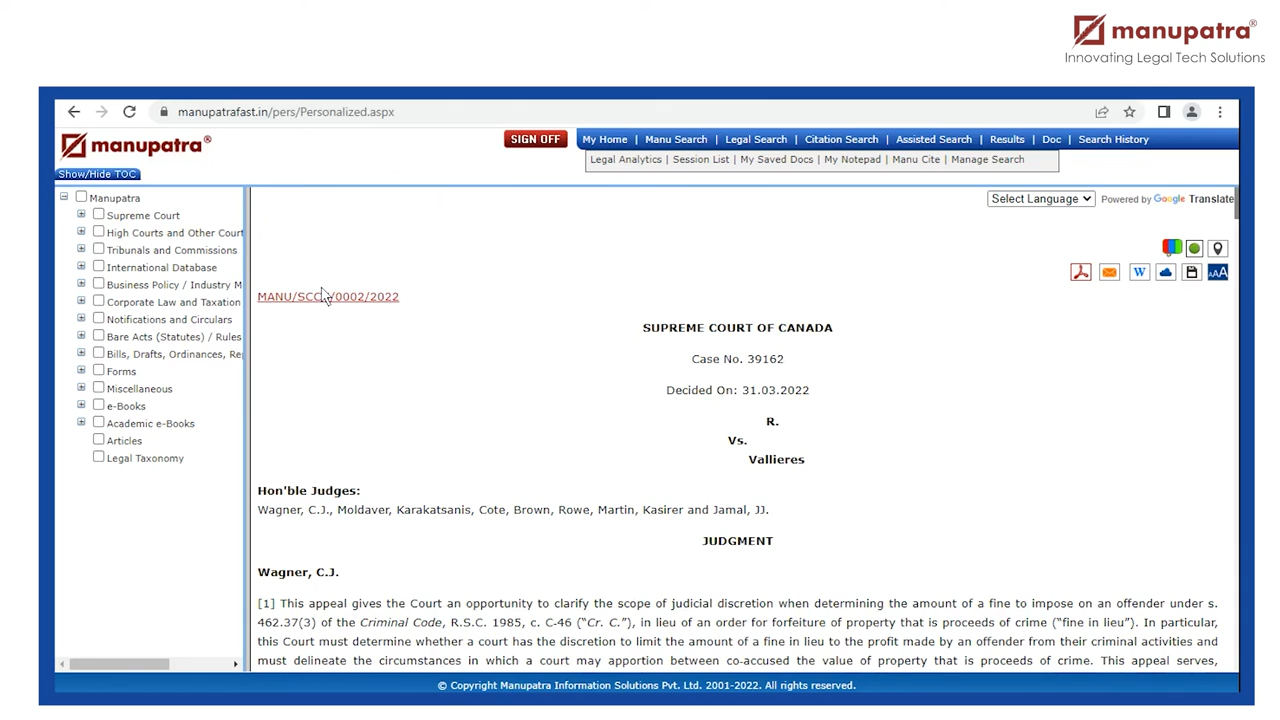 manupatra®
Innovating Legal Tech Solutions
manupatrafast.in/pers/Personalized.aspx
manupatra®
SIGN OFF
My Home | Manu Search | Legal Search | Citation Search | Assisted Search | Results | Doc | Search History
Legal Analytics | Session List | My Saved Docs | My Notepad | Manu Cite | Manage Search
Show/Hide TOC
Manupatra
Supreme Court
High Courts and Other Court
Tribunals and Commissions
International Database
Business Policy / Industry M
Corporate Law and Taxation
Notifications and Circulars
Bare Acts (Statutes) / Rules
Bills, Drafts, Ordinances, Re
Forms
Miscellaneous
e-Books
Academic e-Books
Articles
Legal Taxonomy
Select Language
Powered by Google Translate
W
AAA
/0002/2022
SUPREME COURT OF CANADA
Case No. 39162
Decided On: 31.03.2022
R.
Vs.
Vallieres
Hon'ble Judges:
Wagner, C.J., Moldaver, Karakatsanis, Cote, Brown, Rowe, Martin, Kasirer and Jamal, JJ.
JUDGMENT
Wagner, C.J.
[1] This appeal gives the Court an opportunity to clarify the scope of judicial discretion when determining the amount of a fine to impose on an offender under s.
462.37(3) of the Criminal Code, R.S.C. 1985, c. C-46 (“Cr. C.”), in lieu of an order for forfeiture of property that is proceeds of crime (“fine in lieu”). In particular,
this Court must determine whether a court has the discretion to limit the amount of a fine in lieu to the profit made by an offender from their criminal activities and
must delineate the circumstances in which a court may apportion between co-accused the value of property that is proceeds of crime. This appeal serves,
© Copyright Manupatra Information Solutions Pvt. Ltd. 2001-2022. All rights reserved.